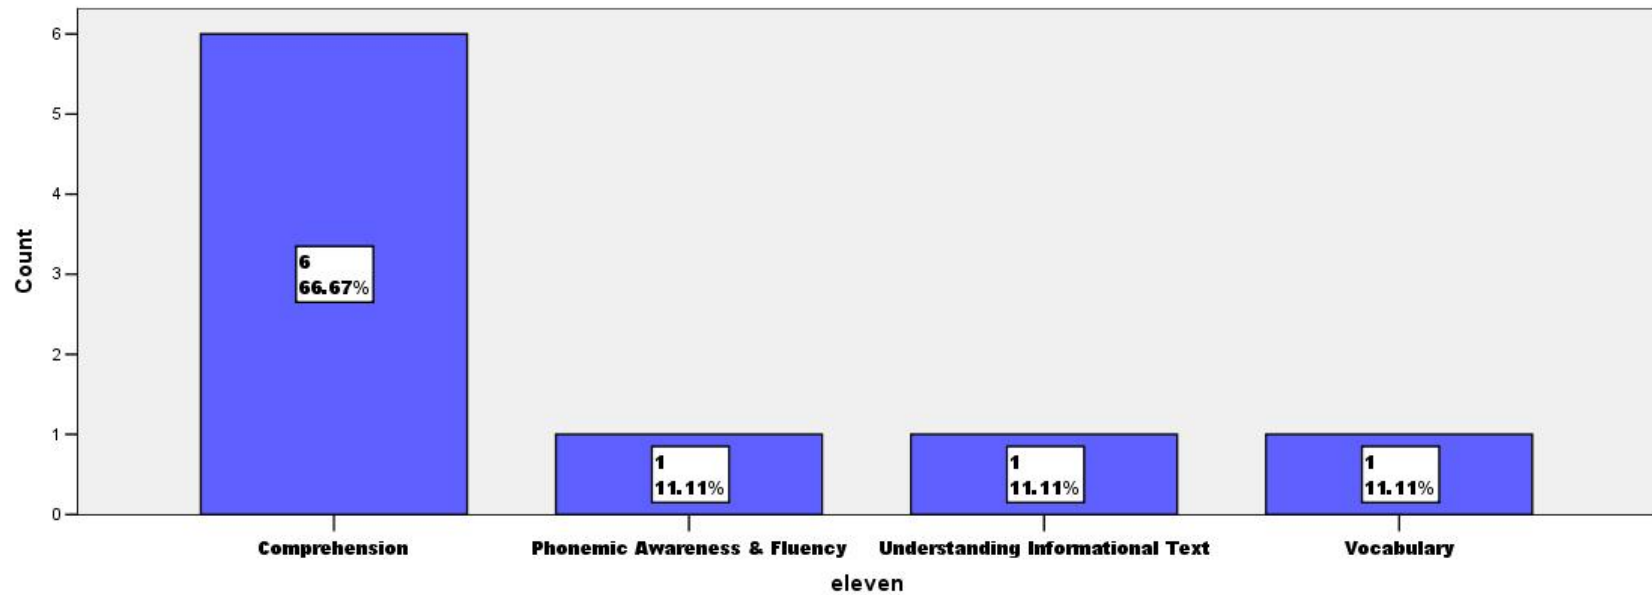 6
5
4
3
2
1
0
Count
6
66.67%
1
11.11%
1
11.11%
1
11.11%
Comprehension
Phonemic Awareness & Fluency
Understanding Informational Text
Vocabulary
eleven